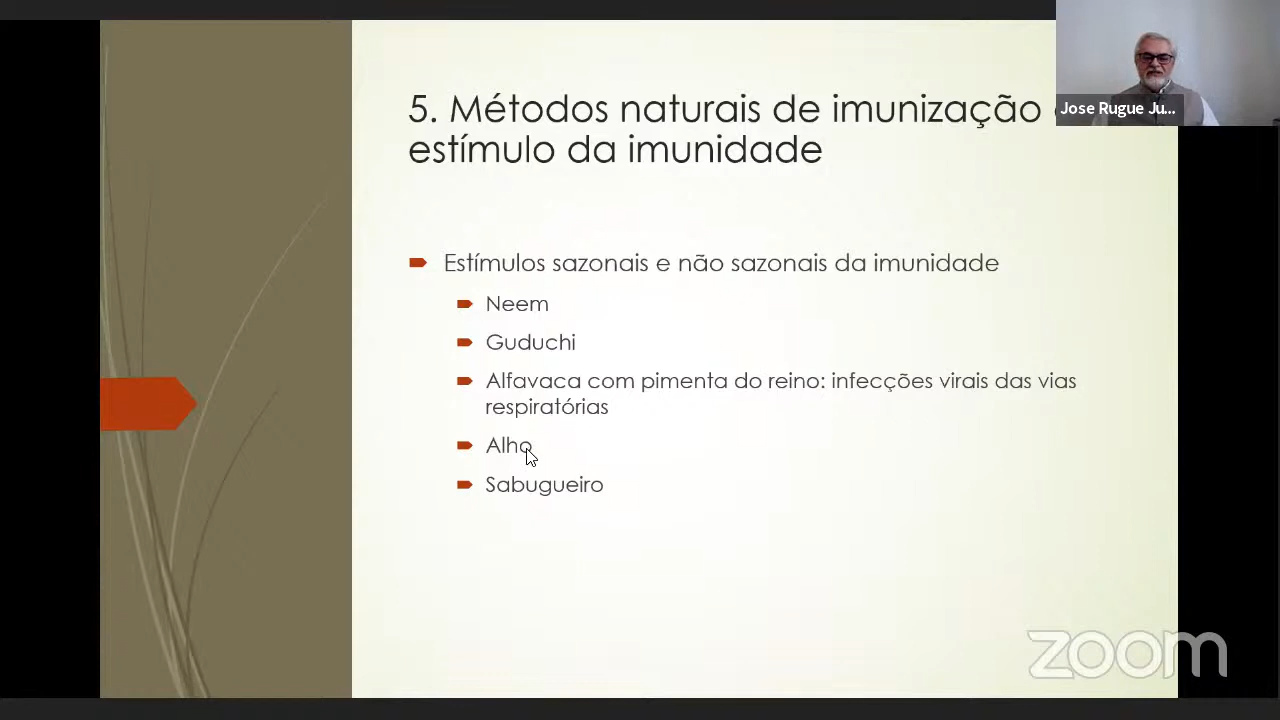 5. Métodos naturais de imunização
estímulo da imunidade
Jose Rugue Ju...
Estímulos sazonais e não sazonais da imunidade
Neem
Guduchi
Alfavaca com pimenta do reino: infecções virais das vias
respiratórias
Alho
Sabugueiro
zoom